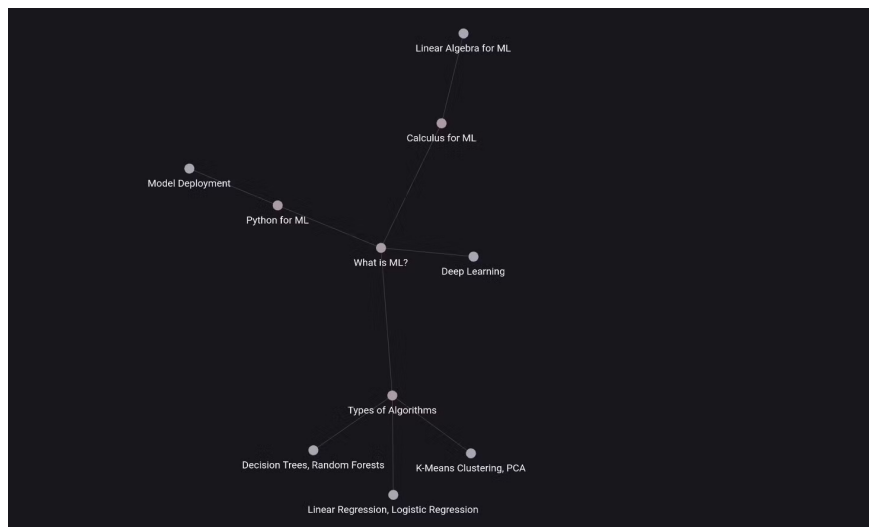 Linear Algebra for ML
Calculus for ML
Model Deployment
Python for ML
What is ML?
Deep Learning
Types of Algorithms
Decision Trees, Random Forests
K-Means Clustering, PCA
Linear Regression, Logistic Regression